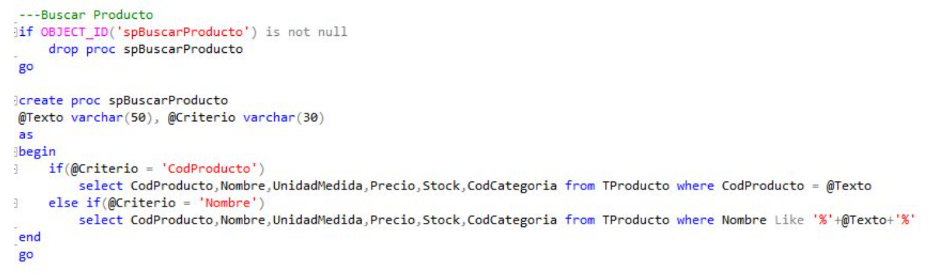 ---Buscar Producto
if OBJECT_ID('spBuscarProducto') is not null
drop proc spBuscarProducto
go
create proc spBuscarProducto
@Texto varchar(50), @Criterio varchar(30)
as
begin
if(@Criterio = 'CodProducto')
select CodProducto,Nombre,UnidadMedida,Precio,Stock,CodCategoria from TProducto where CodProducto = @Texto
else if(@Criterio = 'Nombre')
select CodProducto,Nombre,UnidadMedida,Precio,Stock,CodCategoria from TProducto where Nombre Like '%'+@Texto+'%'
end
go